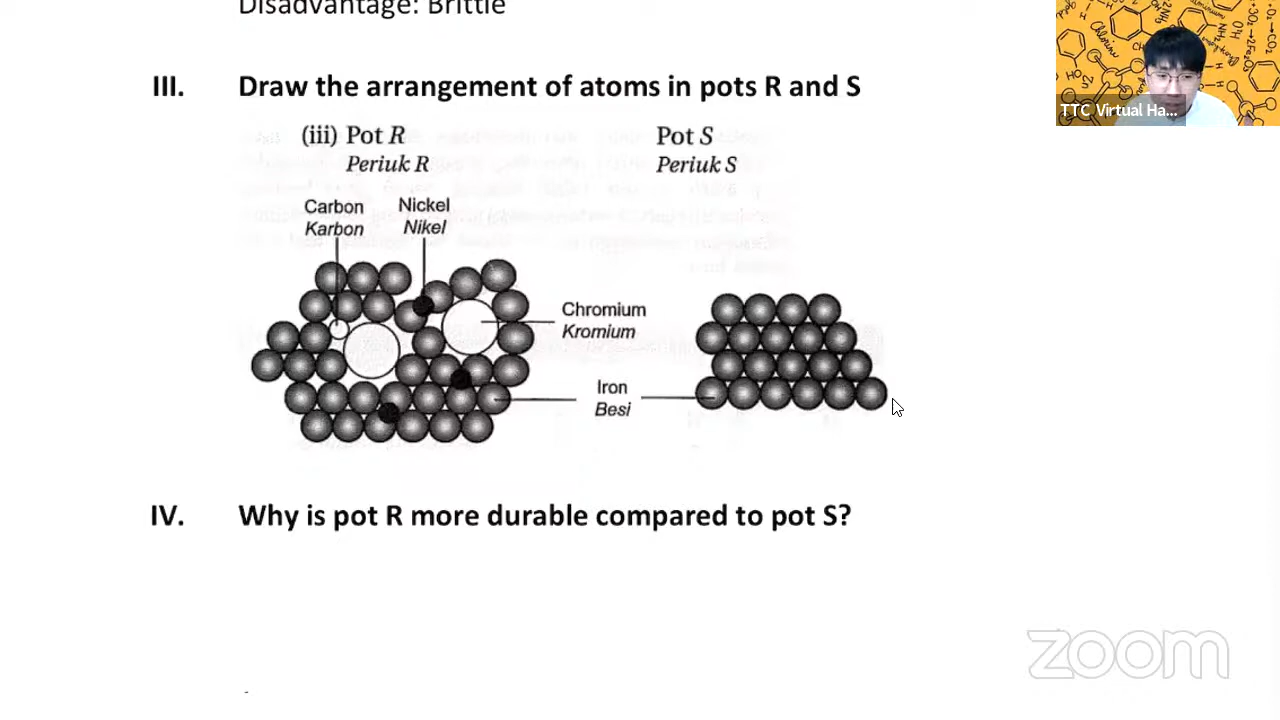 Disadvantage: Brittle
III. Draw the arrangement of atoms in pots R and S
(iii) Pot R
Periuk R
Pot S
Periuk S
Carbon
Karbon
Nickel
Nikel
Chromium
Kromium
Iron
Besi
IV. Why is pot R more durable compared to pot S?
TTC Virtual Ha...
zoom